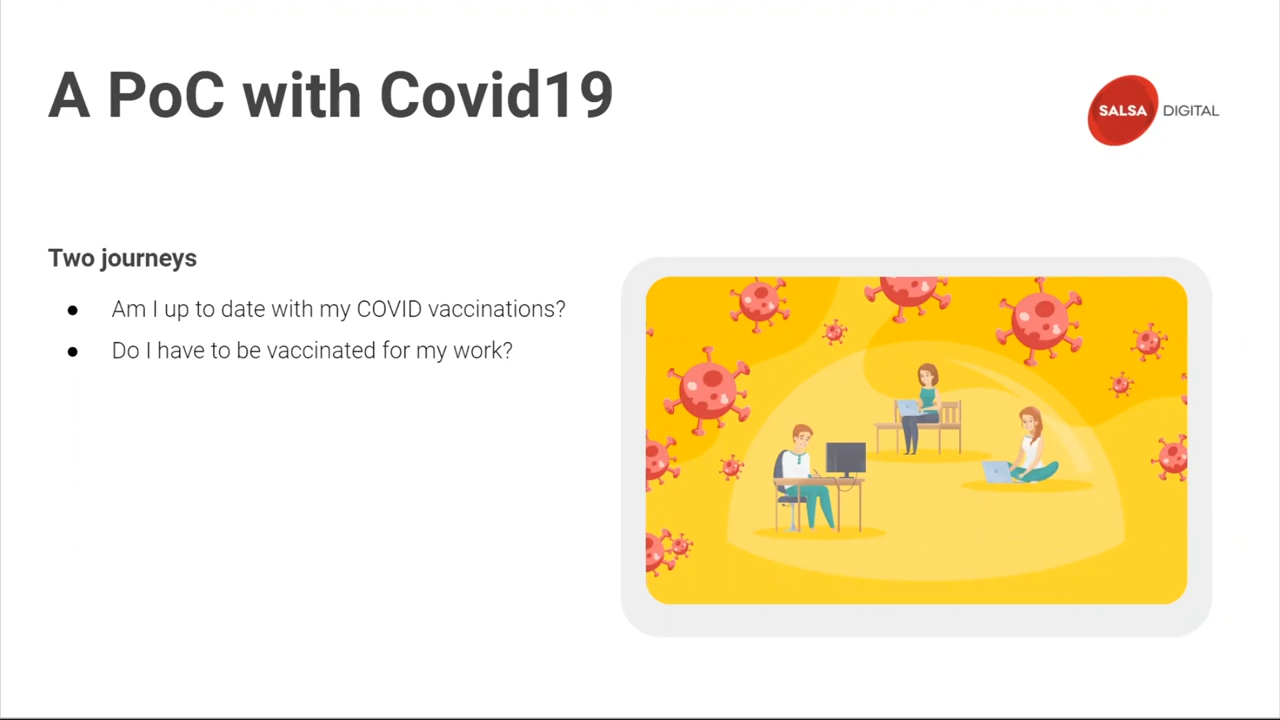 A PoC with Covid19
SALSA DIGITAL
Two journeys
● Am I up to date with my COVID vaccinations?
● Do I have to be vaccinated for my work?